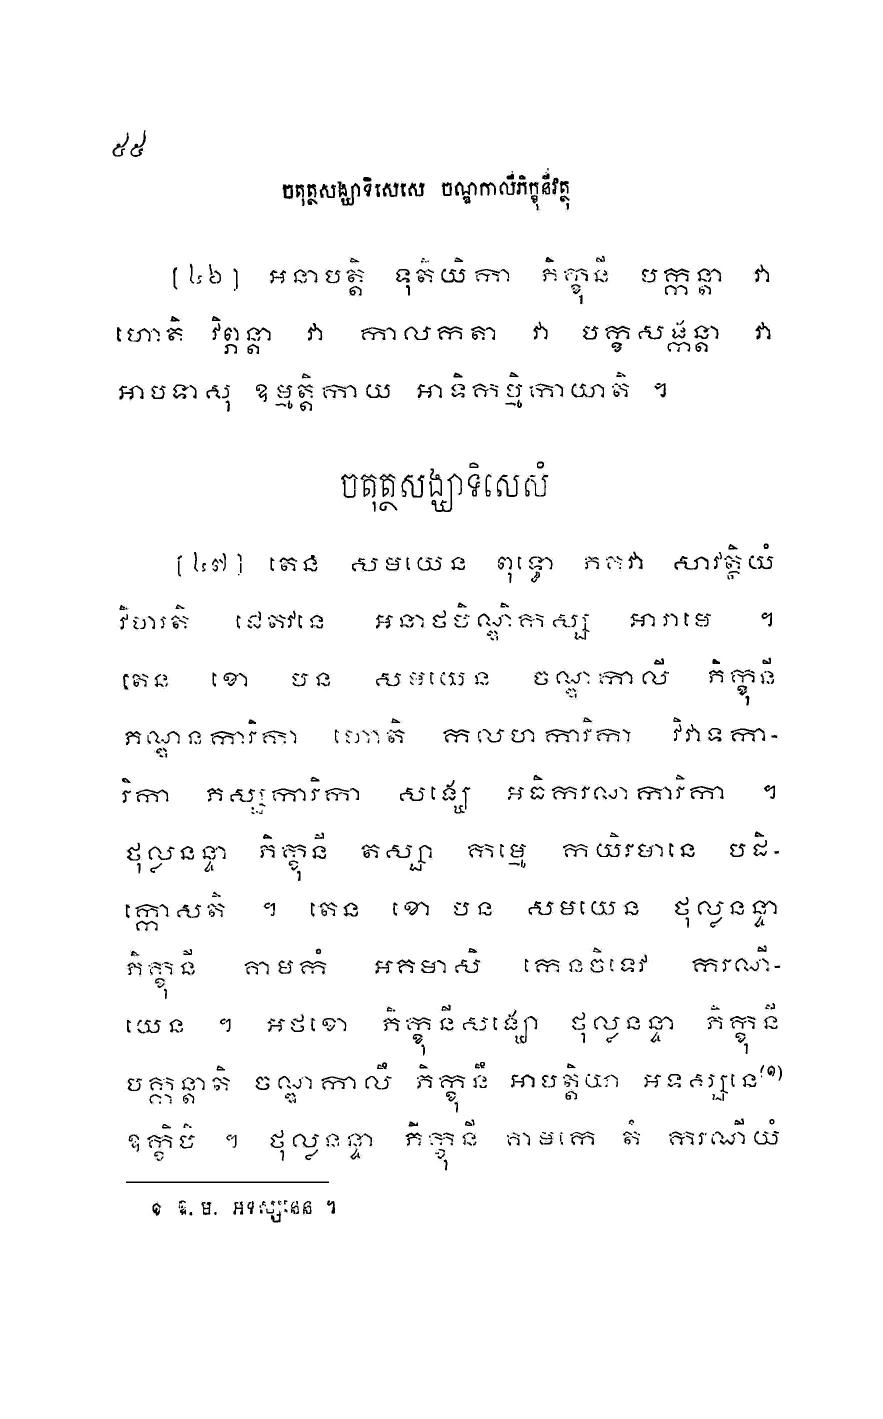 ៥៥
ចតុត្ថសង្ឃាទិសេសេ ចណ្ឌកាលីភិក្ខុនីវត្ថុ
[៤៦] អនាបត្តិ ទុតិយិកា ភិក្ខុនី បក្កន្តា វា
ហោតិ វិព្ភន្តា វា កាលកតា វា បក្ខសង្កន្តា វា
អាបទាសុ ឧម្មត្តិកាយ អាទិកម្មិកាយាតិ ។
ចតុត្ថសង្ឃាទិសេសំ
[៤៧] តេន សមយេន ពុទ្ធោ ភគវា សាវត្ថិយំ
វិហរតិ ជេតវនេ អនាថបិណ្ឌិកស្ស អារាមេ ។
តេន ខោ បន សមយេន ចណ្ឌកាលី ភិក្ខុនី
ភណ្ឌនការិកា ហោតិ កលហការិកា វិវាទកា-
រិកា ភស្សការិកា សង្ឃេ អធិករណការិកា ។
ថុល្លនន្ទា ភិក្ខុនី តស្សា កម្មេ កយិរមានេ បដិ-
ក្កោសតិ ។ តេន ខោ បន សមយេន ថុល្លនន្ទា
ភិក្ខុនី គាមកំ អគមាសិ កេនចិទេវ ករណី-
យេន ។ អថខោ ភិក្ខុនីសង្ឃោ ថុល្លនន្ទា ភិក្ខុនី
បក្កន្តាតិ ចណ្ឌកាលឹ ភិក្ខុនឹ អាបត្តិយា អទស្សនេ(១)
ឧក្ខិបិ ។ ថុល្លនន្ទា ភិក្ខុនី គាមកេ តំ ករណីយំ
១ ឱ. ម. អទស្សនេន ។